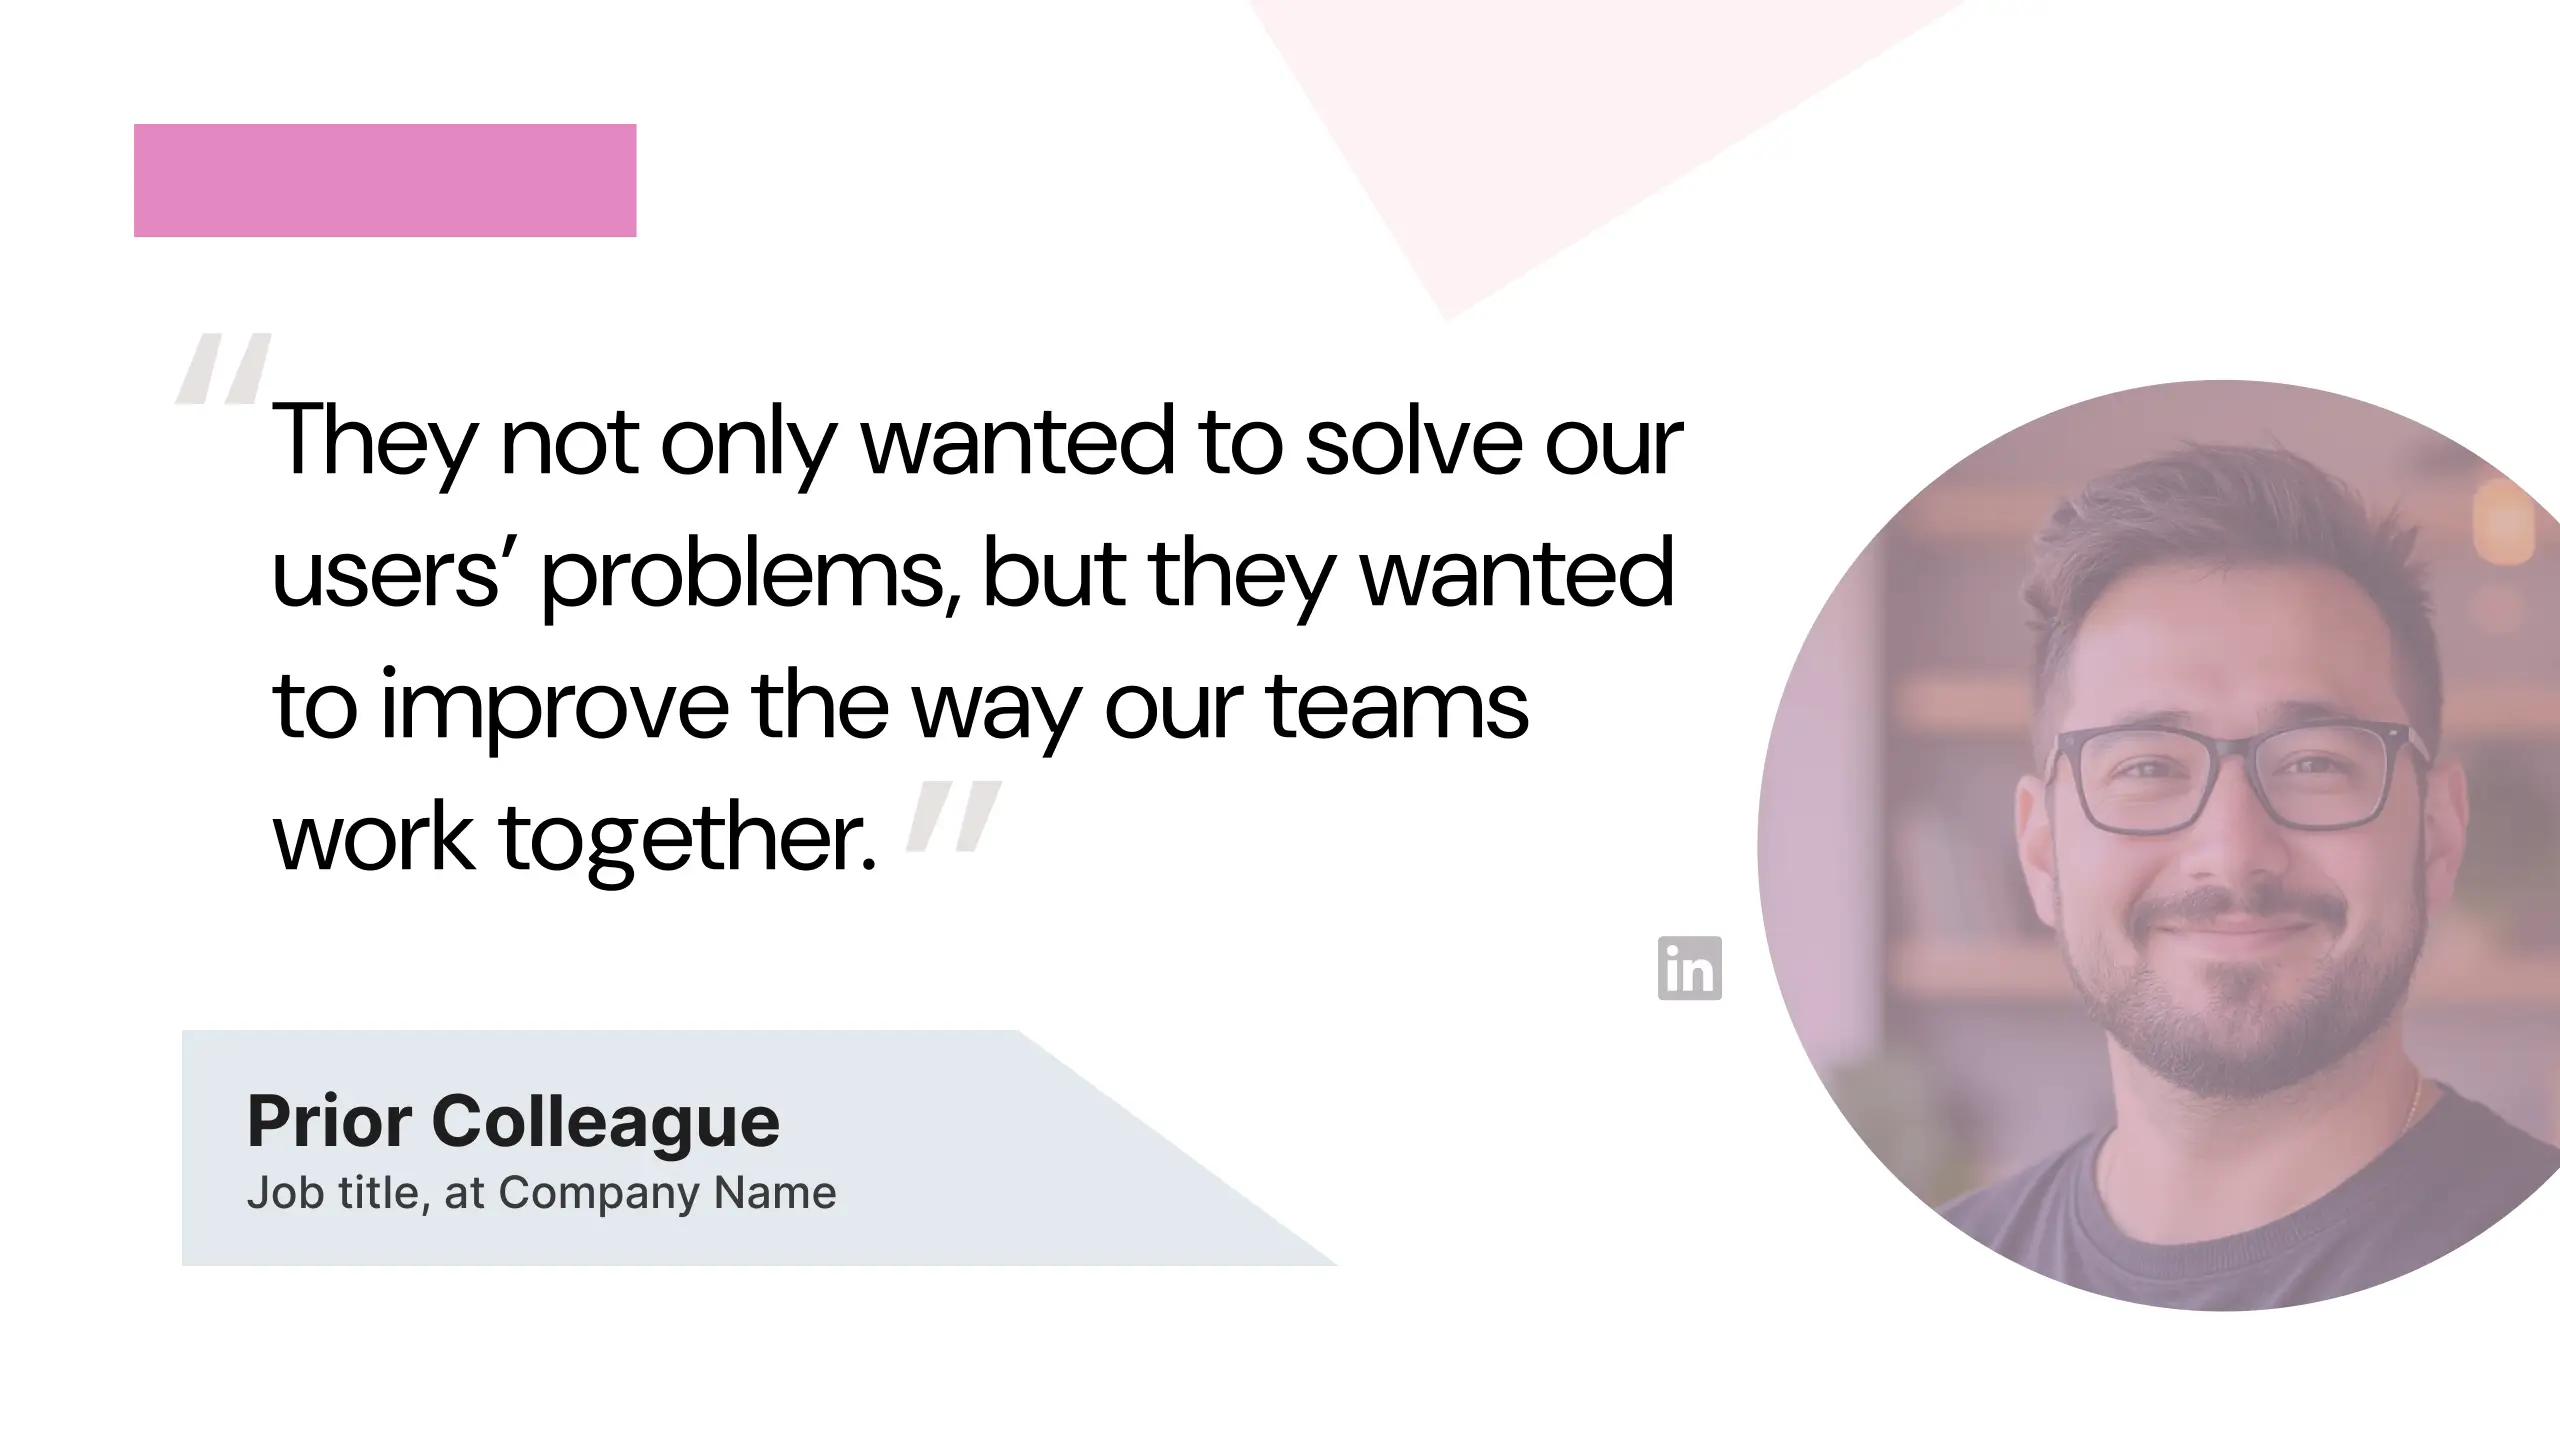 “They not only wanted to solve our
users’ problems, but they wanted
to improve the way our teams
work together.”
in
Prior Colleague
Job title, at Company Name